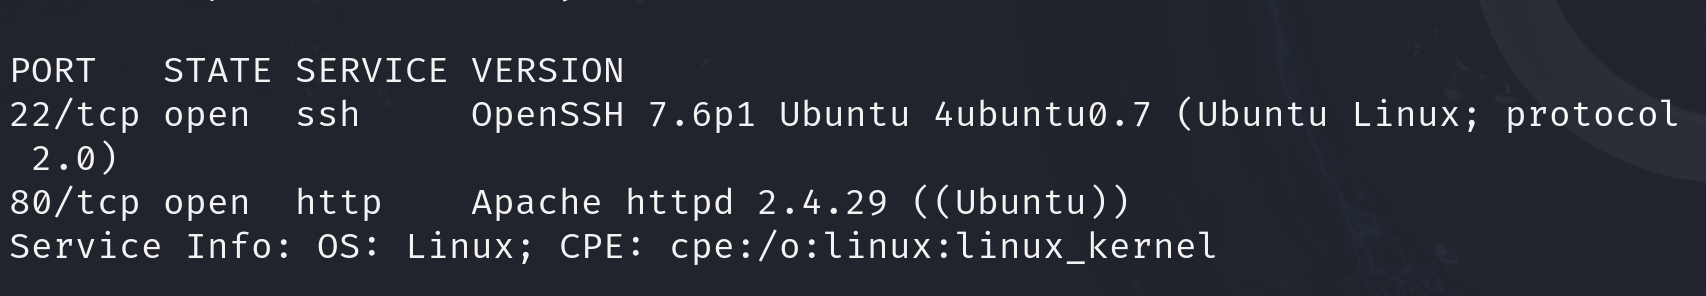 PORT   STATE SERVICE VERSION
22/tcp open  ssh     OpenSSH 7.6p1 Ubuntu 4ubuntu0.7 (Ubuntu Linux; protocol
 2.0)
80/tcp open  http    Apache httpd 2.4.29 ((Ubuntu))
Service Info: OS: Linux; CPE: cpe:/o:linux:linux_kernel